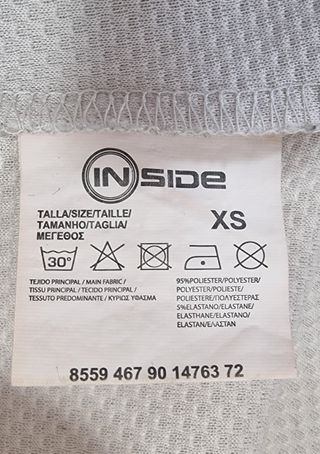 INSIDE
TALLA/SIZE/TAILLE/
TAMANHO/TAGLIA/
ΜΕΓΕΘΟΣ
XS
30°
TEJIDO PRINCIPAL / MAIN FABRIC /
TISSU PRINCIPAL / TECIDO PRINCIPAL /
TESSUTO PREDOMINANTE / ΚΥΡΙΩΣ ΥΦΑΣΜΑ
95%POLIESTER/POLYESTER/
POLYESTER/POLIESTE/
POLIESTERE/ΠΟΛΥΕΣΤΕΡΑΣ
5%ELASTANO/ELASTANE/
ELASTHANE/ELASTANO/
ELASTAN/ΕΛΑΣΤΑΝ
8559 467 90 14763 72